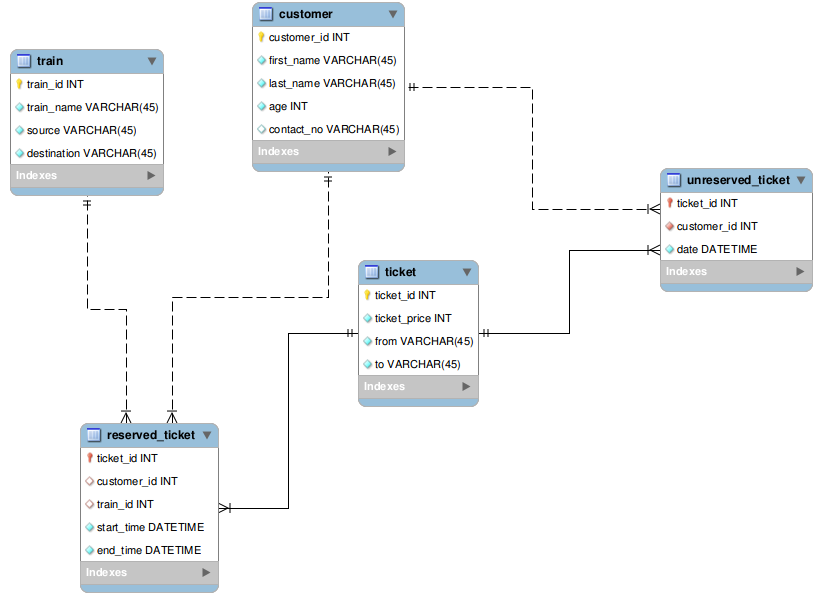 customer
customer_id INT
first_name VARCHAR(45)
last_name VARCHAR(45)
age INT
contact_no VARCHAR(45)
Indexes
train
train_id INT
train_name VARCHAR(45)
source VARCHAR(45)
destination VARCHAR(45)
Indexes
unreserved_ticket
ticket_id INT
customer_id INT
date DATETIME
Indexes
ticket
ticket_id INT
ticket_price INT
from VARCHAR(45)
to VARCHAR(45)
Indexes
reserved_ticket
ticket_id INT
customer_id INT
train_id INT
start_time DATETIME
end_time DATETIME
Indexes